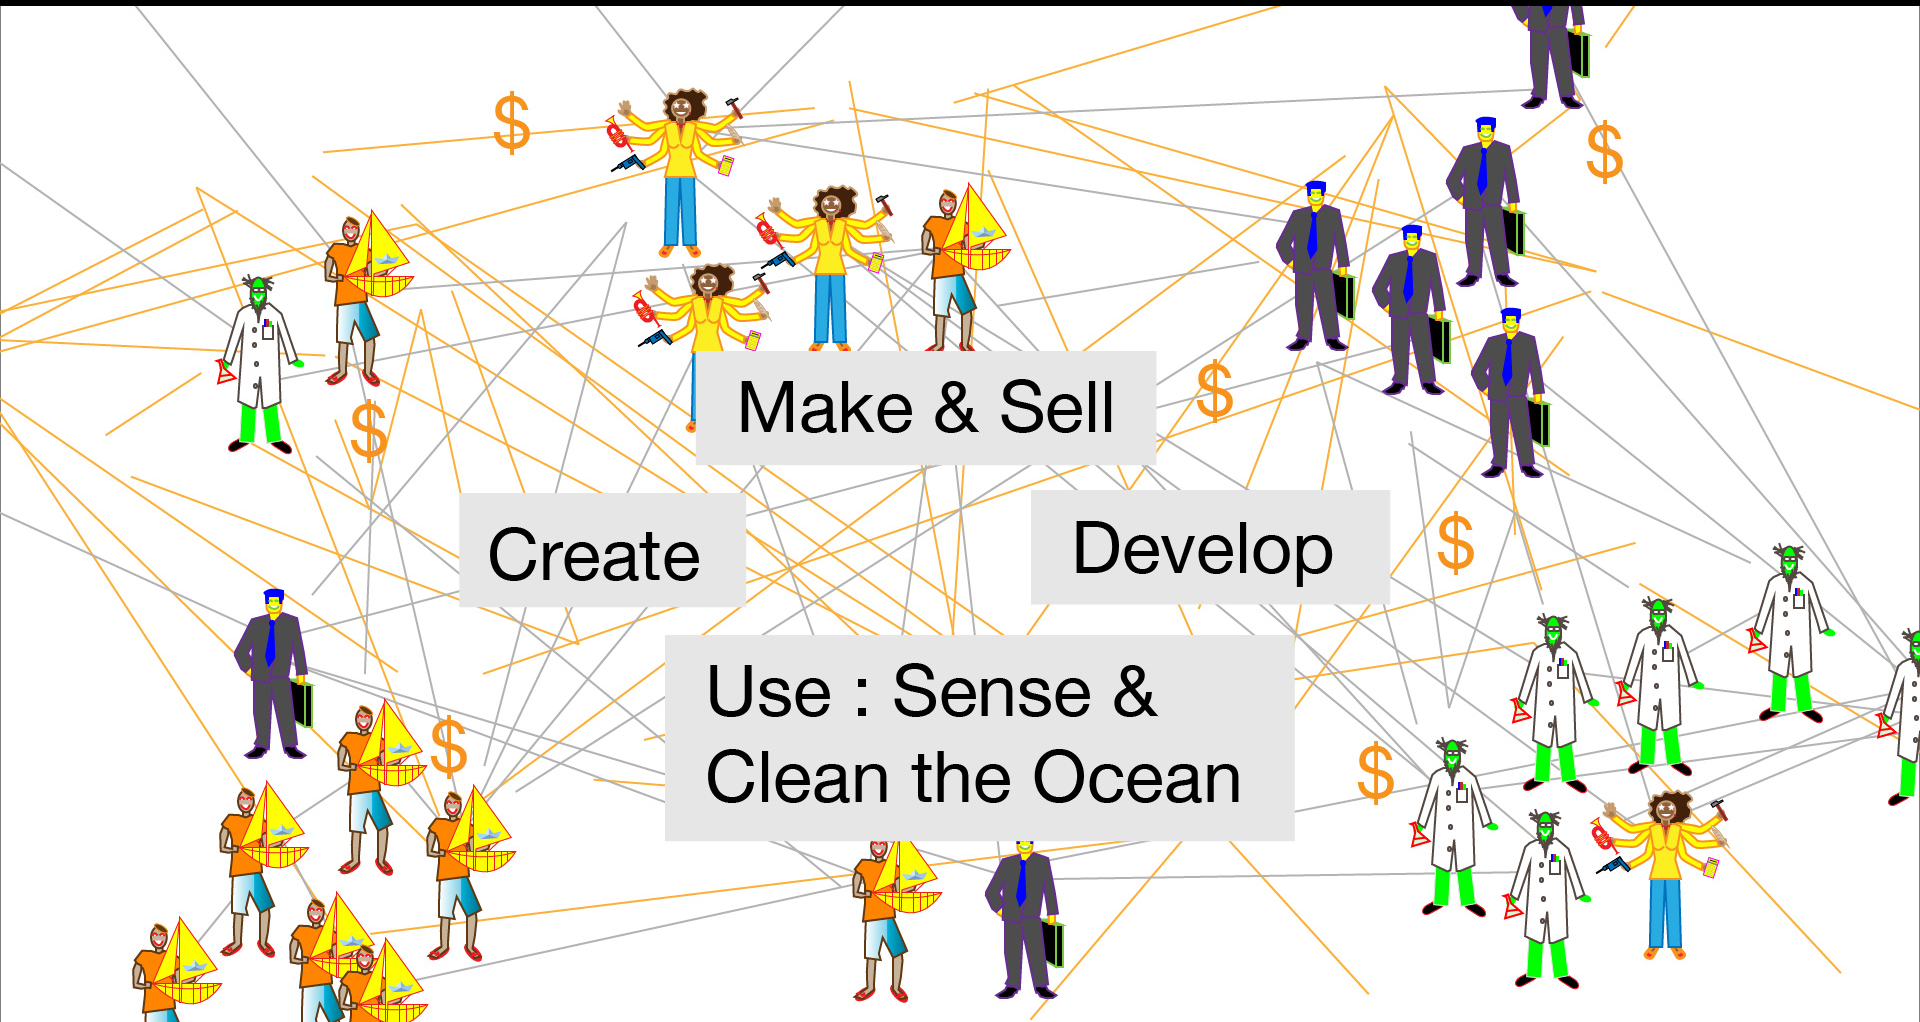 $
$
Make & Sell
$
$
Create
Develop
$
Use : Sense &
Clean the Ocean
$
$